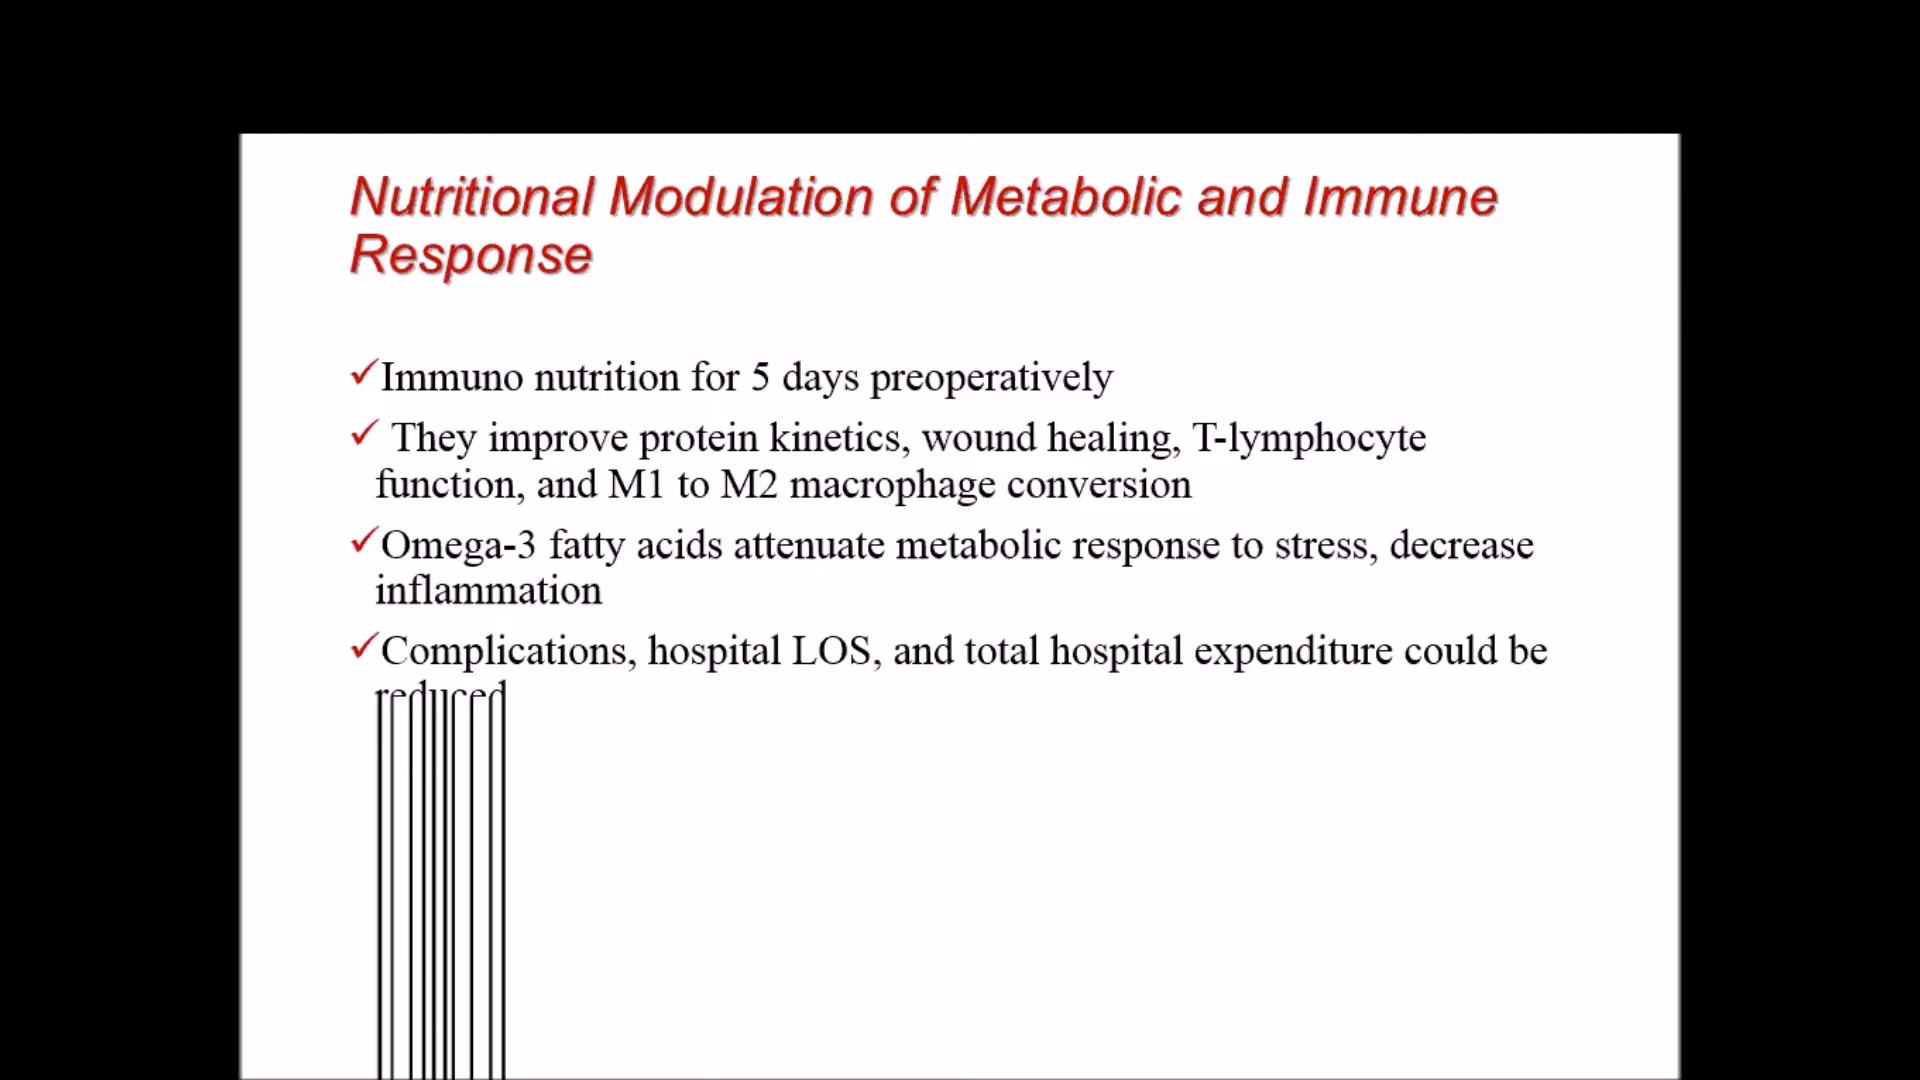 Nutritional Modulation of Metabolic and Immune
Response
✓Immuno nutrition for 5 days preoperatively
✓ They improve protein kinetics, wound healing, T-lymphocyte
function, and M1 to M2 macrophage conversion
✓Omega-3 fatty acids attenuate metabolic response to stress, decrease
inflammation
✓Complications, hospital LOS, and total hospital expenditure could be
reduced